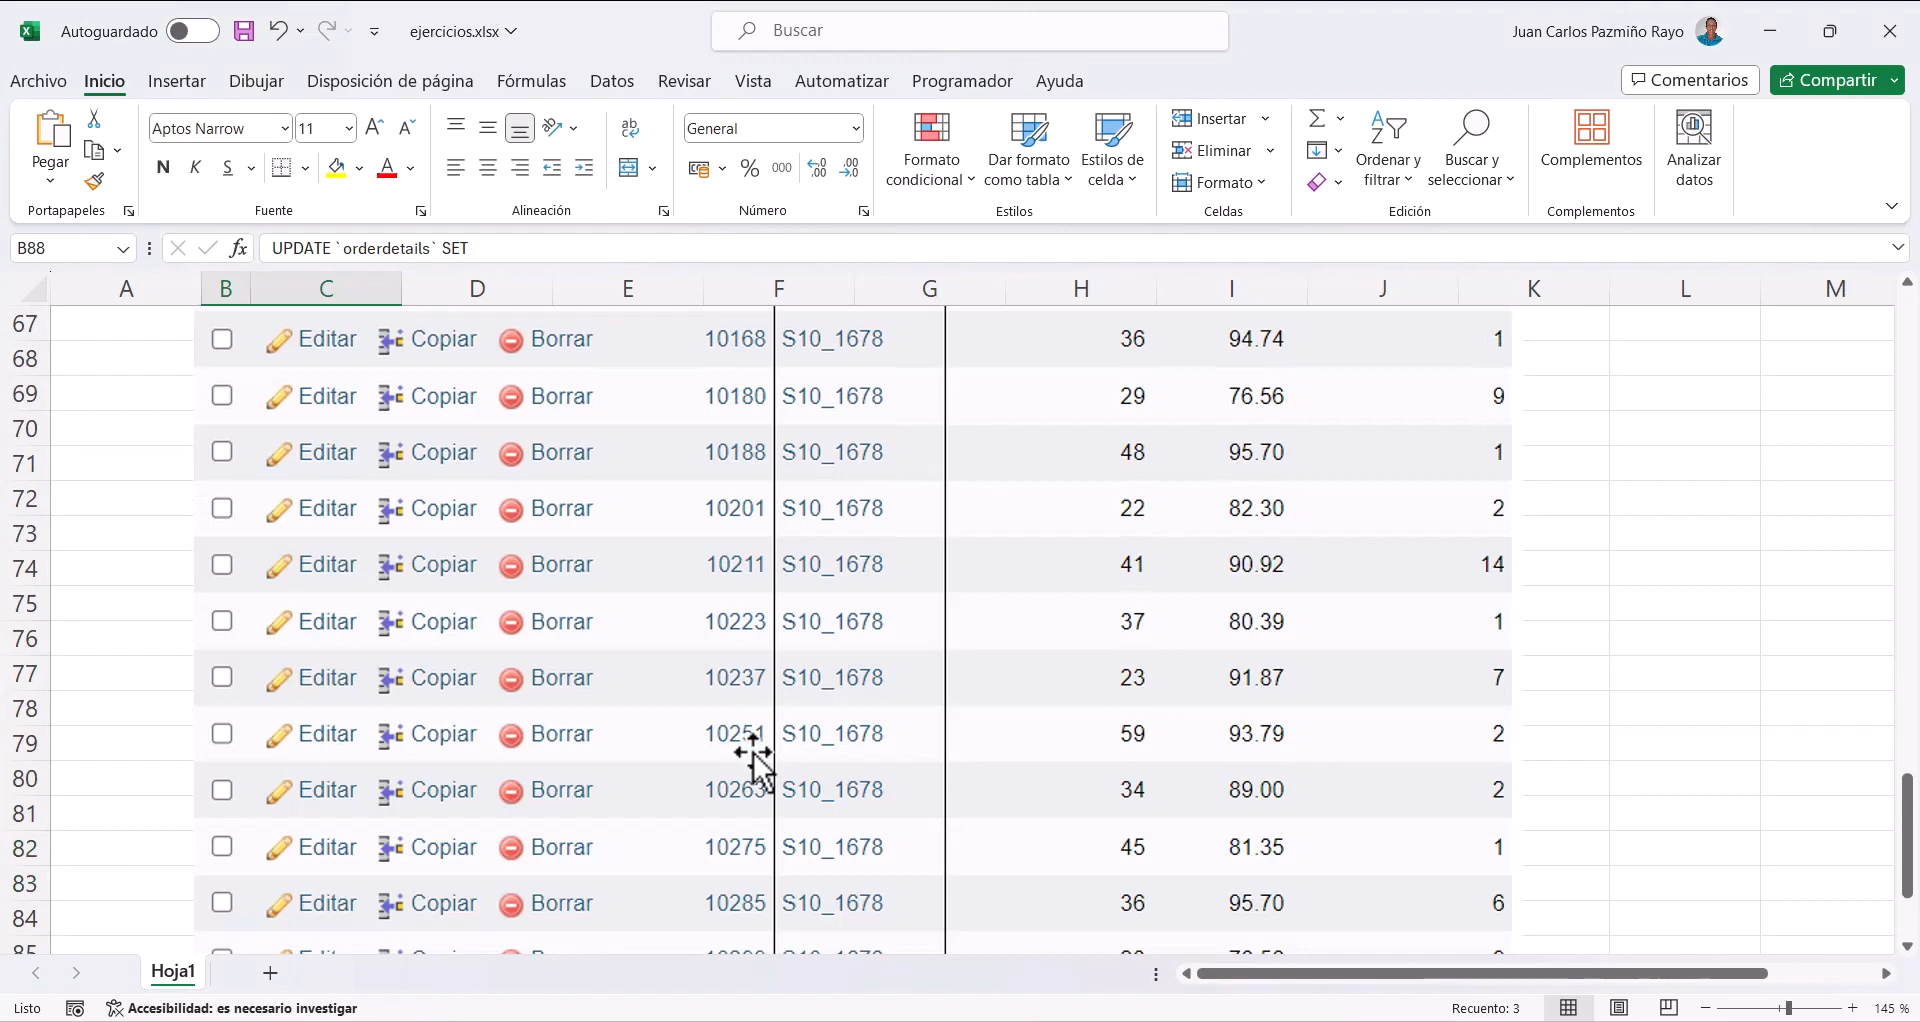 Autoguardado
ejercicios.xlsx
Buscar
Juan Carlos Pazmiño Rayo
Archivo Inicio Insertar Dibujar Disposición de página Fórmulas Datos Revisar Vista Automatizar Programador Ayuda
Comentarios
Compartir
Pegar
Portapapeles
Aptos Narrow 11
N K S
Fuente
ab
Alineación
General
% 000
Número
Formato condicional
Dar formato como tabla
Estilos de celda
Estilos
Insertar
Eliminar
Formato
Celdas
Ordenar y filtrar
Buscar y seleccionar
Edición
Complementos
Complementos
Analizar datos
B88
fx
UPDATE `orderdetails` SET
A B C D E F G H I J K L M
67
68
69
70
71
72
73
74
75
76
77
78
79
80
81
82
83
84
85
Editar Copiar Borrar 10168 S10_1678 36 94.74 1
Editar Copiar Borrar 10180 S10_1678 29 76.56 9
Editar Copiar Borrar 10188 S10_1678 48 95.70 1
Editar Copiar Borrar 10201 S10_1678 22 82.30 2
Editar Copiar Borrar 10211 S10_1678 41 90.92 14
Editar Copiar Borrar 10223 S10_1678 37 80.39 1
Editar Copiar Borrar 10237 S10_1678 23 91.87 7
Editar Copiar Borrar 10251 S10_1678 59 93.79 2
Editar Copiar Borrar 10263 S10_1678 34 89.00 2
Editar Copiar Borrar 10275 S10_1678 45 81.35 1
Editar Copiar Borrar 10285 S10_1678 36 95.70 6
Hoja1
Listo
Accesibilidad: es necesario investigar
Recuento: 3
145 %